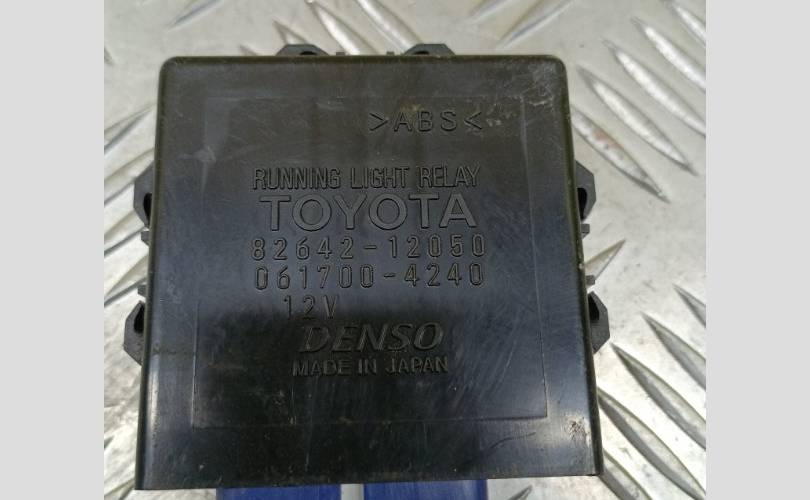 >ABS<
RUNNING LIGHT RELAY
TOYOTA
82642-12050
061700-4240
12V
DENSO
MADE IN JAPAN